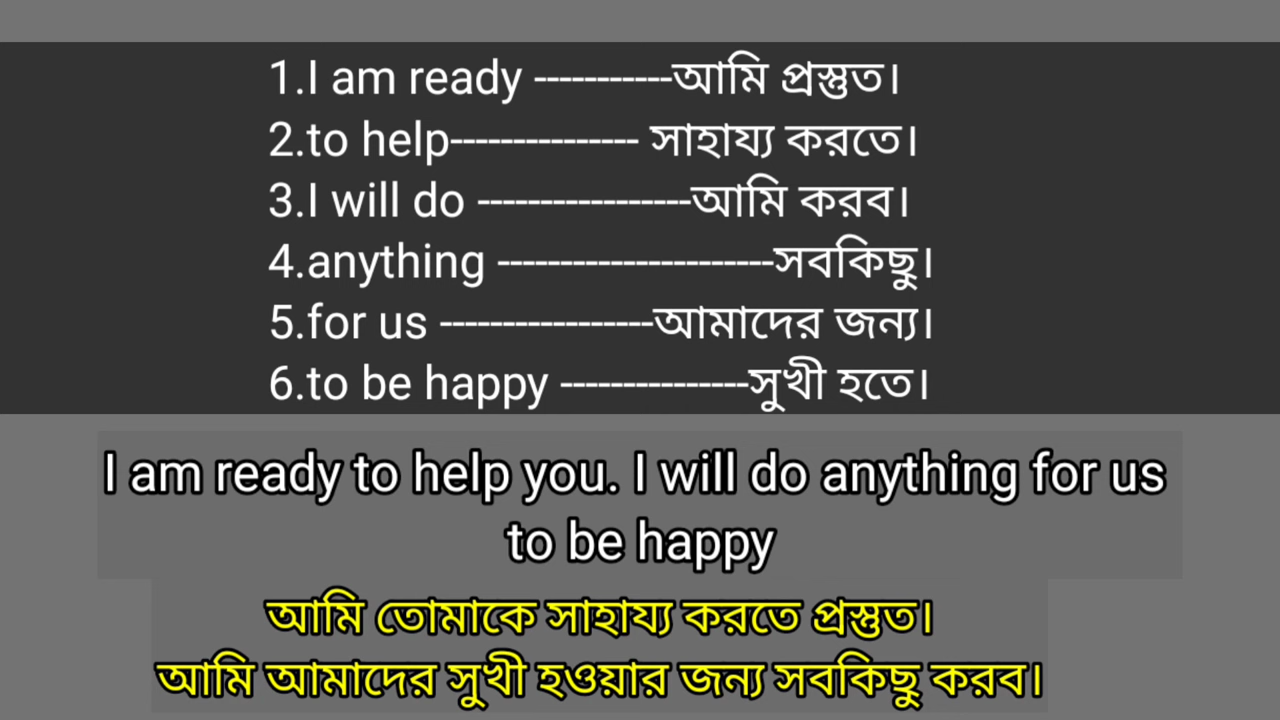 1.I am ready -----------আমি প্রস্তুত।
2.to help--------------- সাহায্য করতে।
3.I will do -----------------আমি করব।
4.anything ----------------------সবকিছু।
5.for us -----------------আমাদের জন্য।
6.to be happy ---------------সুখী হতে।
I am ready to help you. I will do anything for us
to be happy
আমি তোমাকে সাহায্য করতে প্রস্তুত।
আমি আমাদের সুখী হওয়ার জন্য সবকিছু করব।